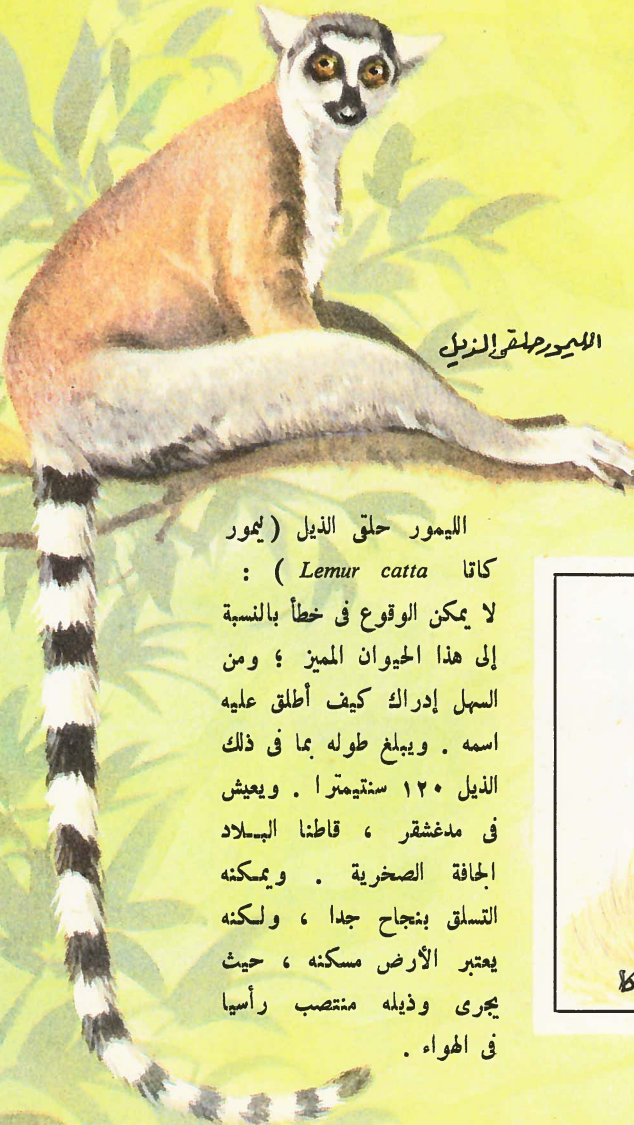 الليمور حلقى الذيل
الليمور حلقى الذيل ( ليمور
كاتا Lemur catta ) :
لا يمكن الوقوع فى خطأ بالنسبة
إلى هذا الحيوان المميز ؛ ومن
السهل إدراك كيف أطلق عليه
اسمه . ويبلغ طوله بما فى ذلك
الذيل ١٢٠ سنتيمترا . ويعيش
فى مدغشقر ، قاطنا البلاد
الجافة الصخرية . ويمكنه
التسلق بنجاح جدا ، ولكنه
يعتبر الأرض مسكنه ، حيث
يجرى وذيله منتصب رأسيا
فى الهواء .